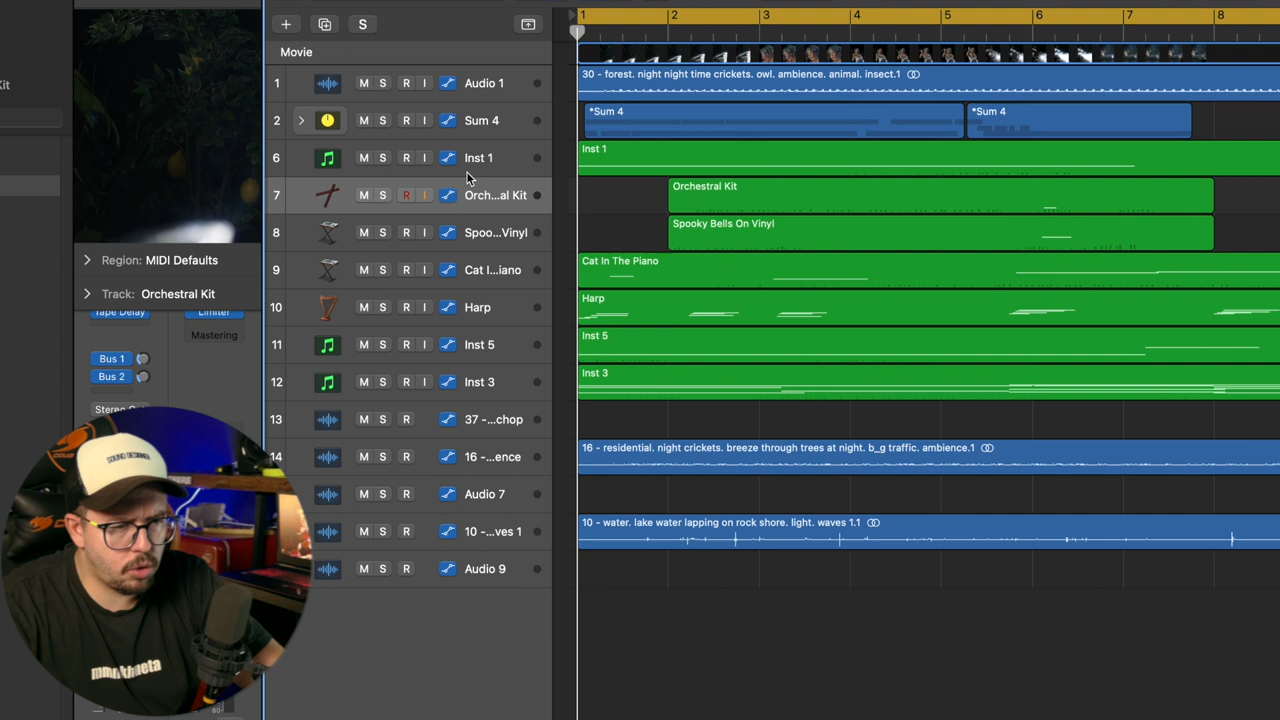 Kit
Region: MIDI Defaults
Track: Orchestral Kit
Tape Delay
Limiter
Mastering
Bus 1
Bus 2
60-
SOUND DESIGNER
+
S
Movie
1 M S R I Audio 1
2 M S R I Sum 4
6 M S R I Inst 1
7 M S R I Orch...al Kit
8 M S R I Spoo...Vinyl
9 M S R I Cat I...iano
10 M S R I Harp
11 M S R I Inst 5
12 M S R I Inst 3
13 M S R 37 -...chop
14 M S R 16 -...ence
M S R Audio 7
M S R 10 -...ves 1
M S R Audio 9
1 2 3 4 5 6 7 8
30 - forest. night night time crickets. owl. ambience. animal. insect.1
*Sum 4 *Sum 4
Inst 1
Orchestral Kit
Spooky Bells On Vinyl
Cat In The Piano
Harp
Inst 5
Inst 3
16 - residential. night crickets. breeze through trees at night. b_g traffic. ambience.1
10 - water. lake water lapping on rock shore. light. waves 1.1